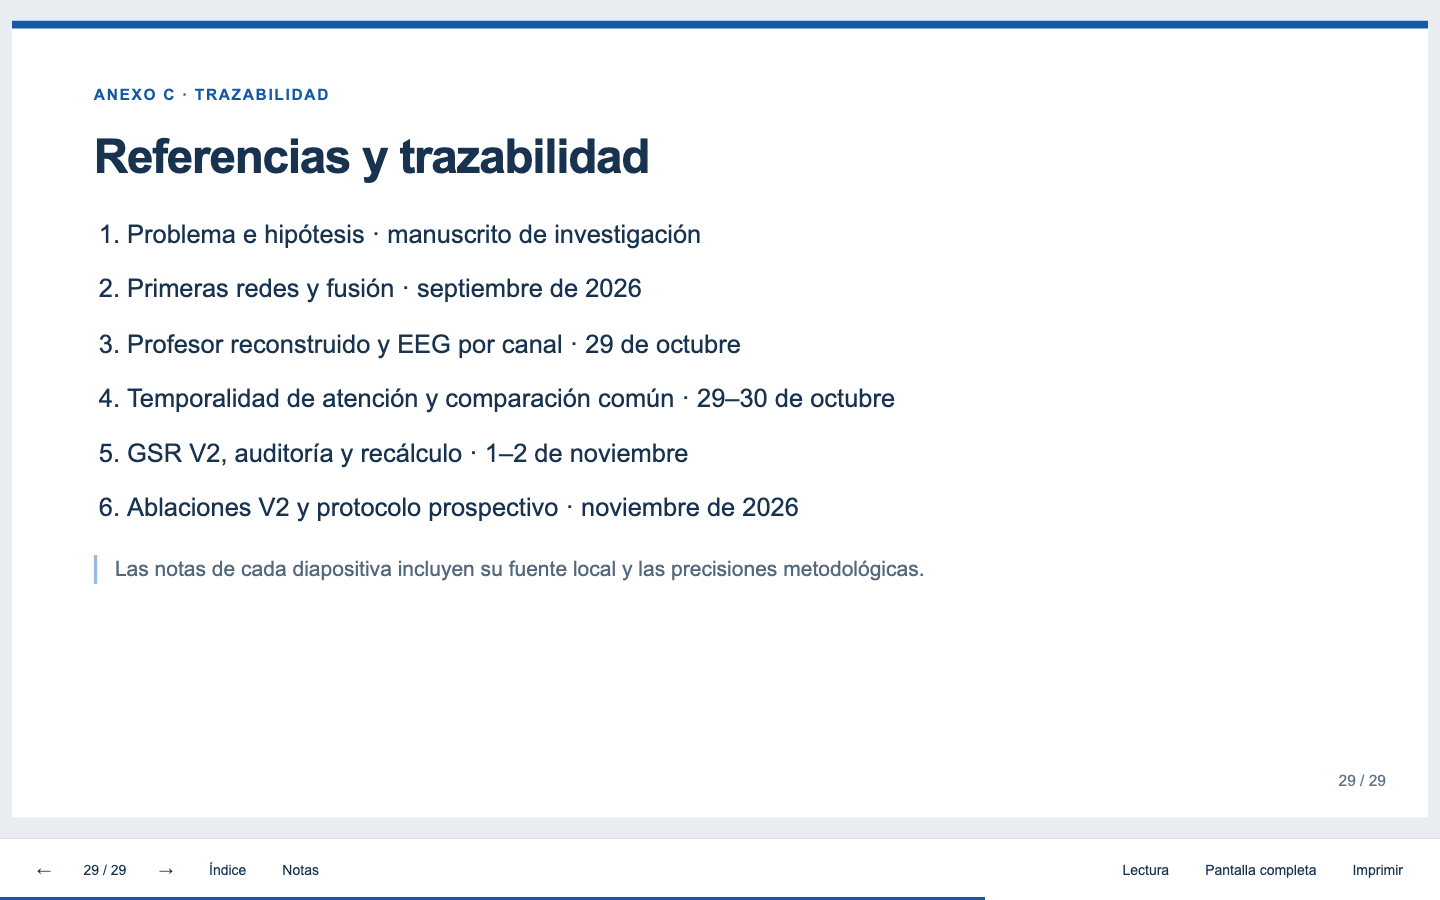 ANEXO C · TRAZABILIDAD
Referencias y trazabilidad
1. Problema e hipótesis · manuscrito de investigación
2. Primeras redes y fusión · septiembre de 2026
3. Profesor reconstruido y EEG por canal · 29 de octubre
4. Temporalidad de atención y comparación común · 29–30 de octubre
5. GSR V2, auditoría y recálculo · 1–2 de noviembre
6. Ablaciones V2 y protocolo prospectivo · noviembre de 2026
Las notas de cada diapositiva incluyen su fuente local y las precisiones metodológicas.
29 / 29
← 29 / 29 → Índice Notas Lectura Pantalla completa Imprimir